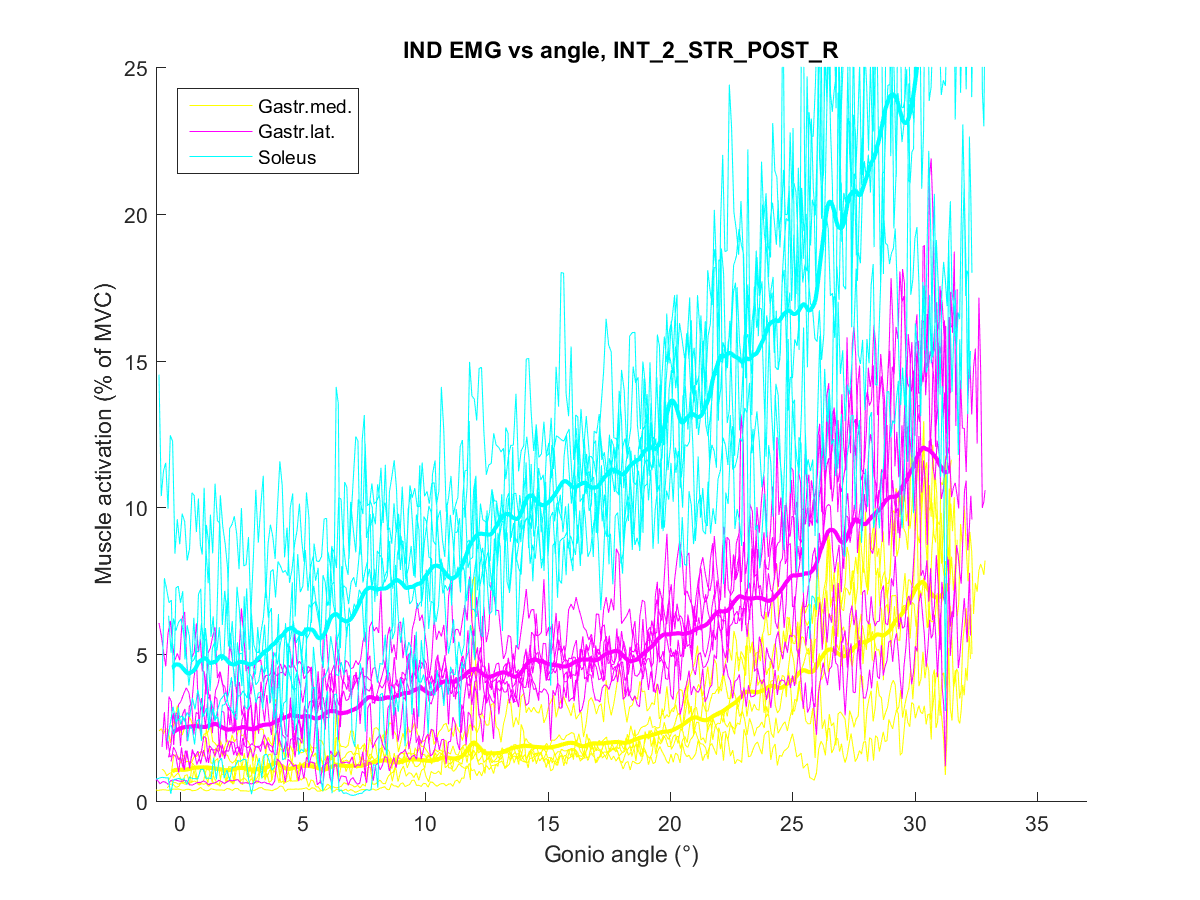 IND EMG vs angle, INT_2_STR_POST_R
25
20
15
10
5
0
Muscle activation (% of MVC)
Gastr.med.
Gastr.lat.
Soleus
0 5 10 15 20 25 30 35
Gonio angle (°)